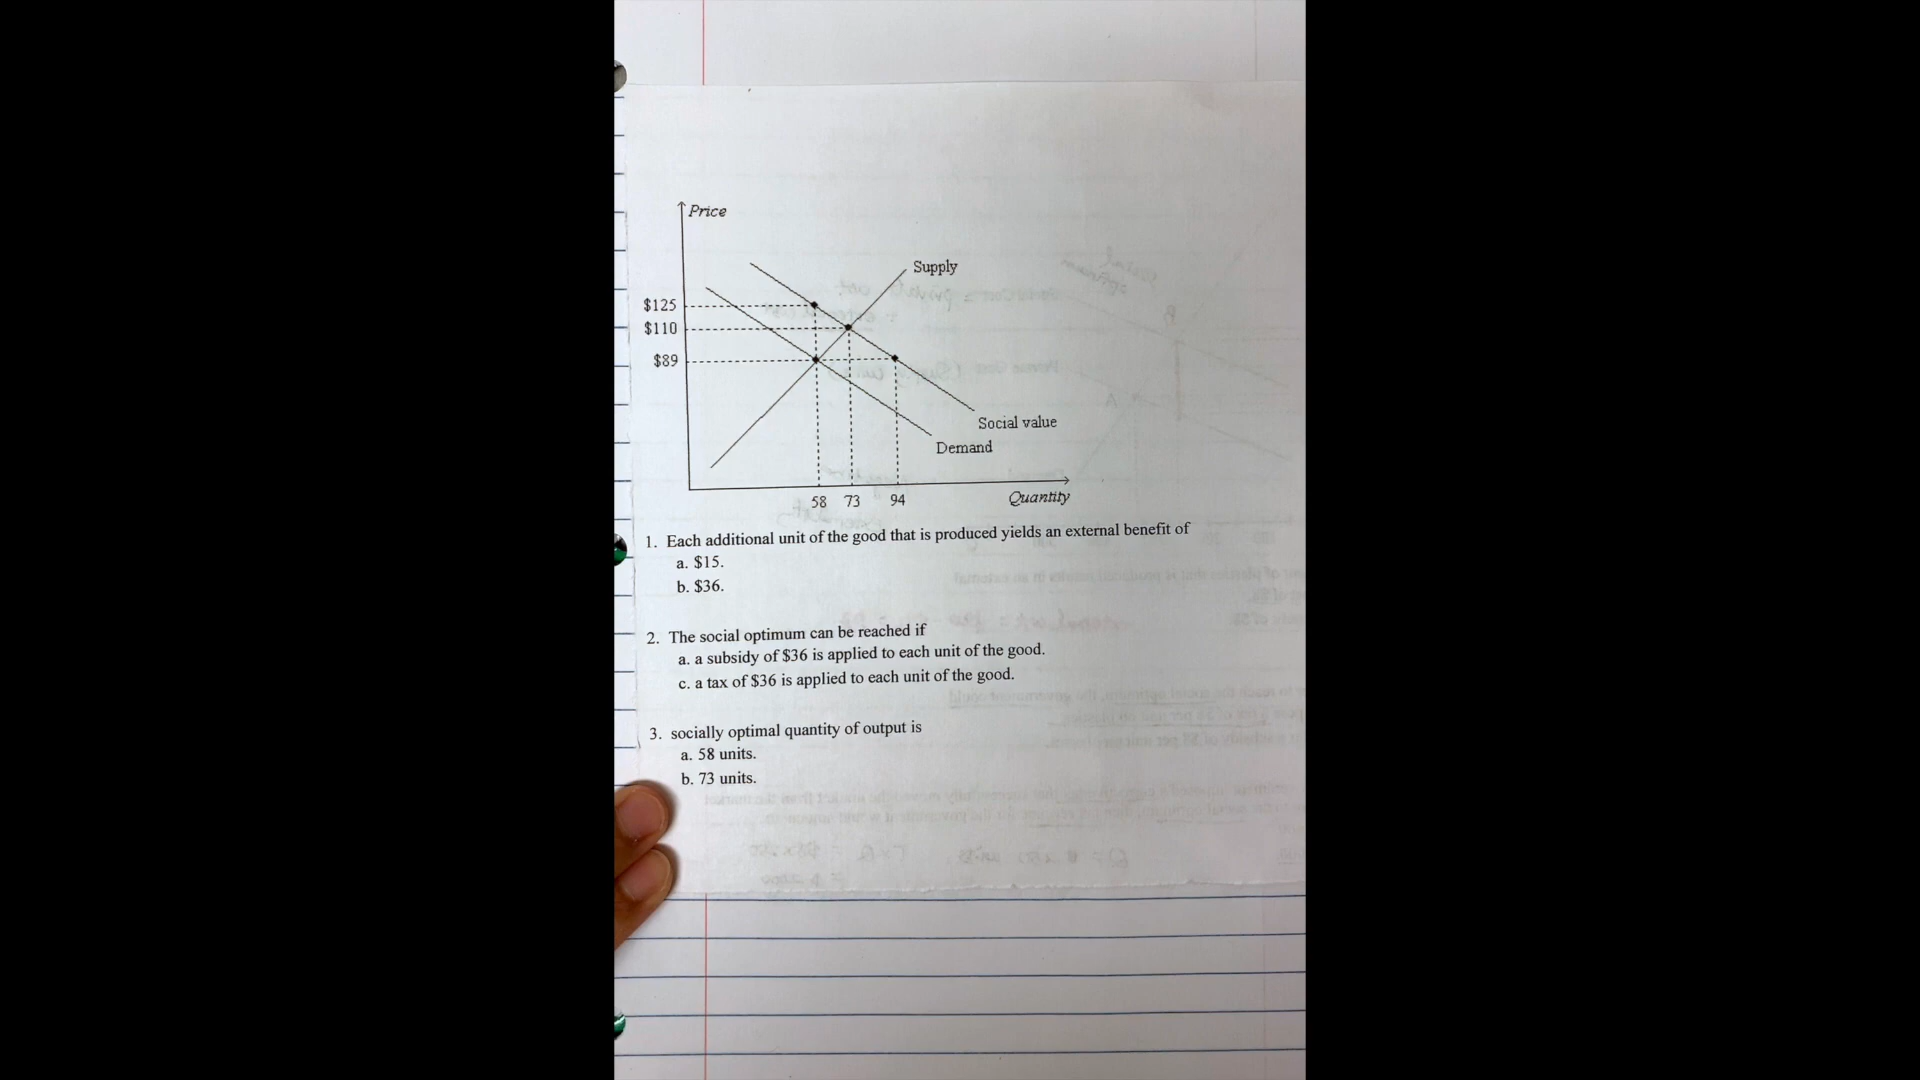 Price
Supply
$125
$110
$89
Social value
Demand
58 73 94
Quantity
1. Each additional unit of the good that is produced yields an external benefit of
a. $15.
b. $36.
2. The social optimum can be reached if
a. a subsidy of $36 is applied to each unit of the good.
c. a tax of $36 is applied to each unit of the good.
3. socially optimal quantity of output is
a. 58 units.
b. 73 units.